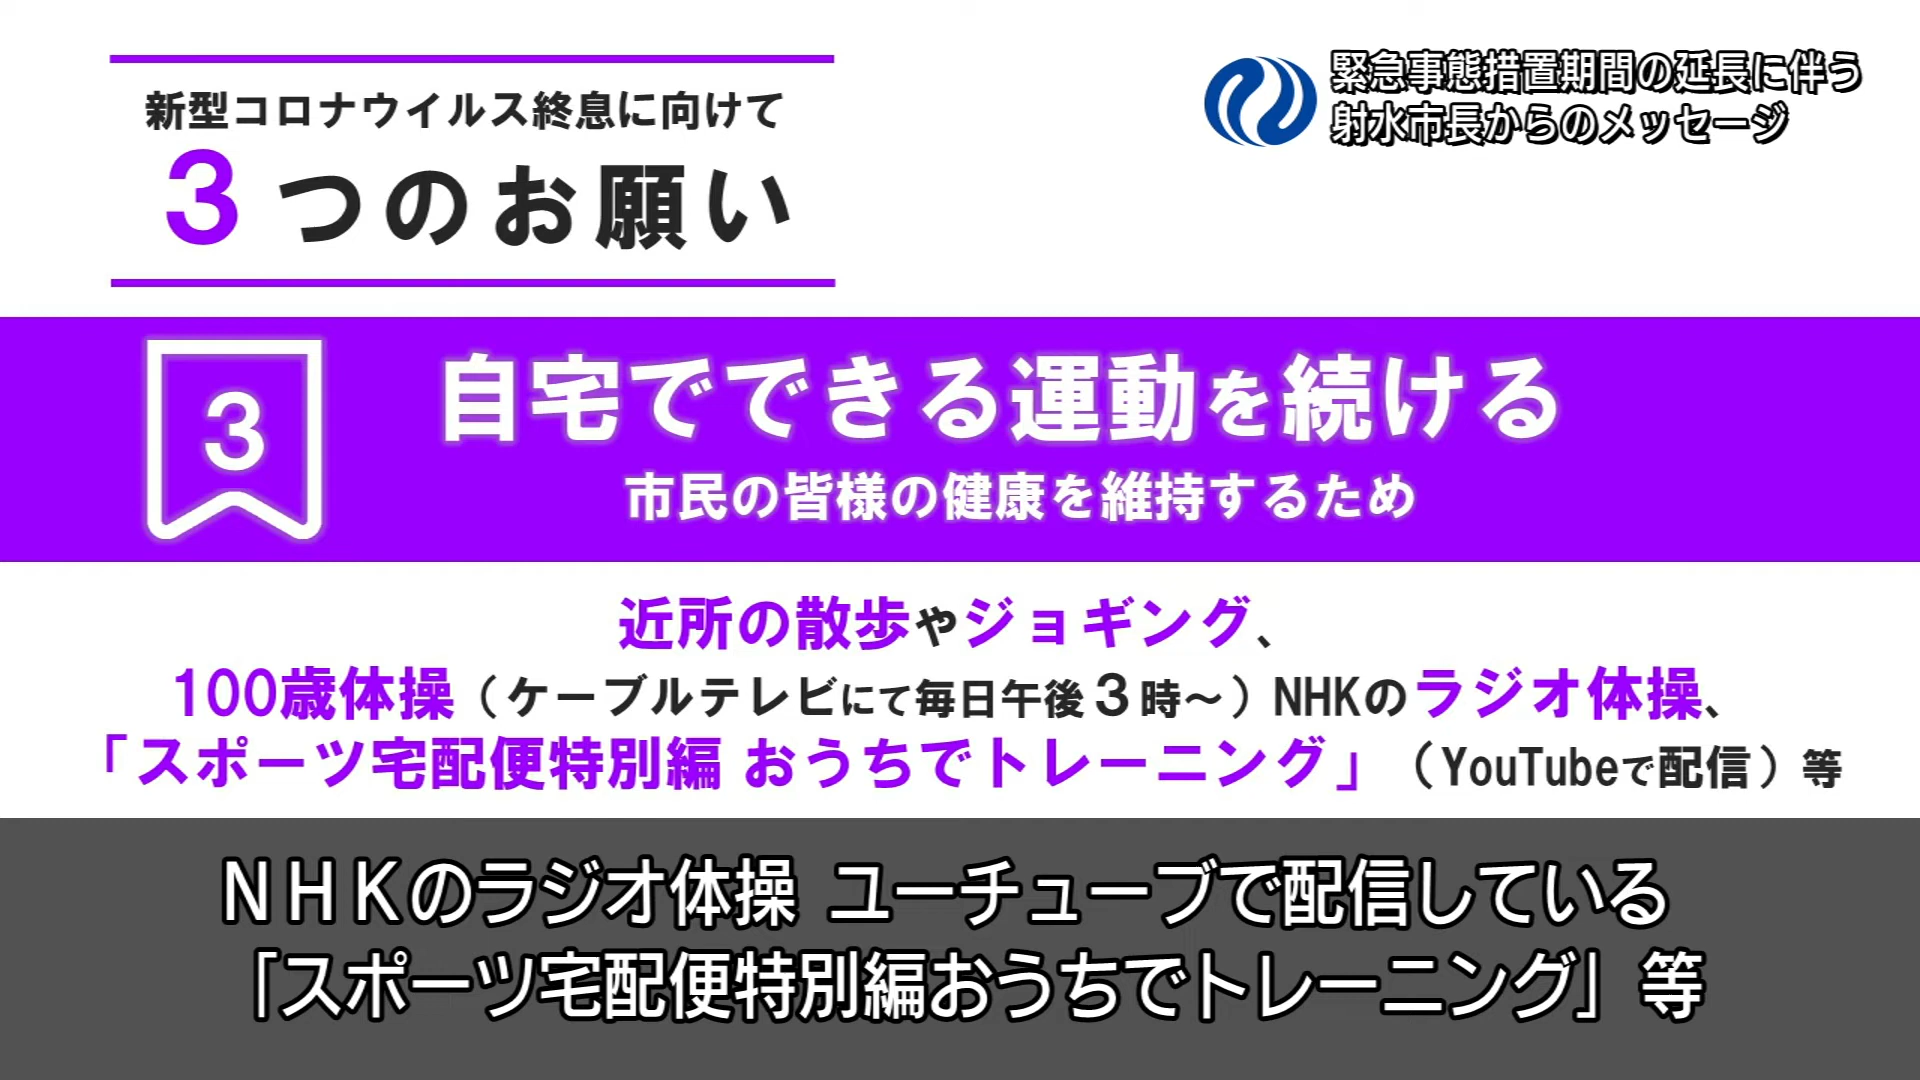 新型コロナウイルス終息に向けて
３つのお願い
緊急事態措置期間の延長に伴う
射水市長からのメッセージ
3
自宅でできる運動を続ける
市民の皆様の健康を維持するため
近所の散歩やジョギング、
100歳体操（ケーブルテレビにて毎日午後３時～）NHKのラジオ体操、
「スポーツ宅配便特別編 おうちでトレーニング」（YouTubeで配信）等
ＮＨＫのラジオ体操 ユーチューブで配信している
「スポーツ宅配便特別編おうちでトレーニング」等